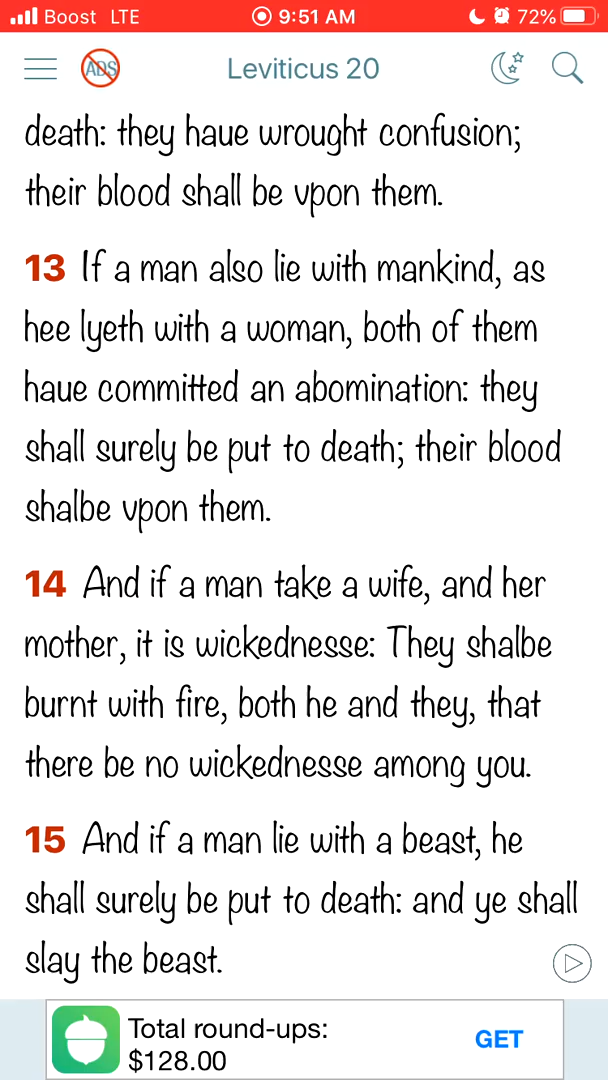 Boost LTE 9:51 AM 72%
ADS Leviticus 20
death: they haue wrought confusion;
their blood shall be vpon them.
13 If a man also lie with mankind, as
hee lyeth with a woman, both of them
haue committed an abomination: they
shall surely be put to death; their blood
shalbe vpon them.
14 And if a man take a wife, and her
mother, it is wickednesse: They shalbe
burnt with fire, both he and they, that
there be no wickednesse among you.
15 And if a man lie with a beast, he
shall surely be put to death: and ye shall
slay the beast.
Total round-ups:
$128.00
GET